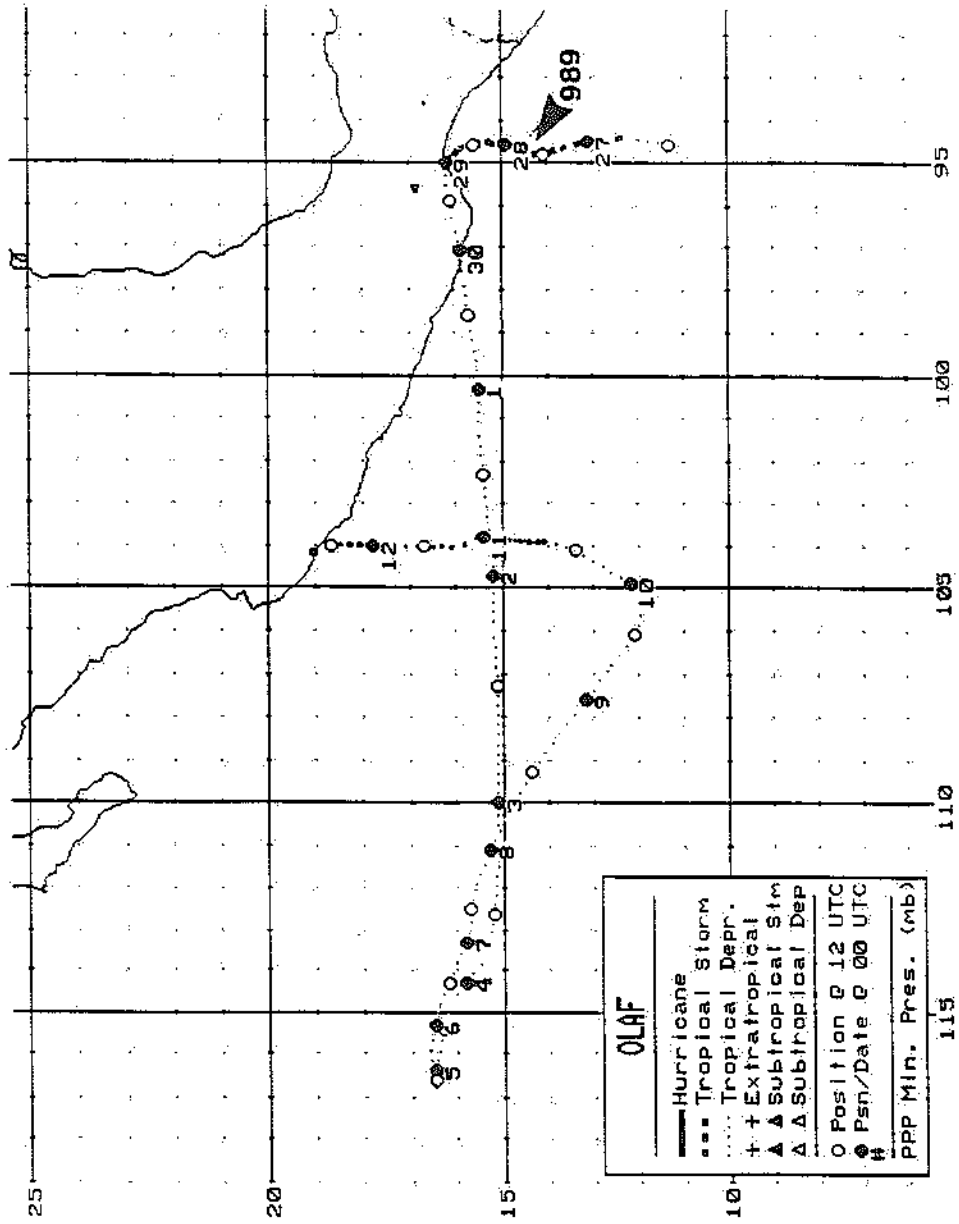 OLAF
Hurricane
Tropical Storm
Tropical Depr.
+ + Extratropical
Subtropical Stm
Subtropical Dep
Position @ 12 UTC
# Psn/Date @ 00 UTC
PPP Min. Pres. (mb)
25
20
15
10
115
110
105
100
95
989
27
28
29
30
1
2
3
4
5
6
7
8
9
10
11
12